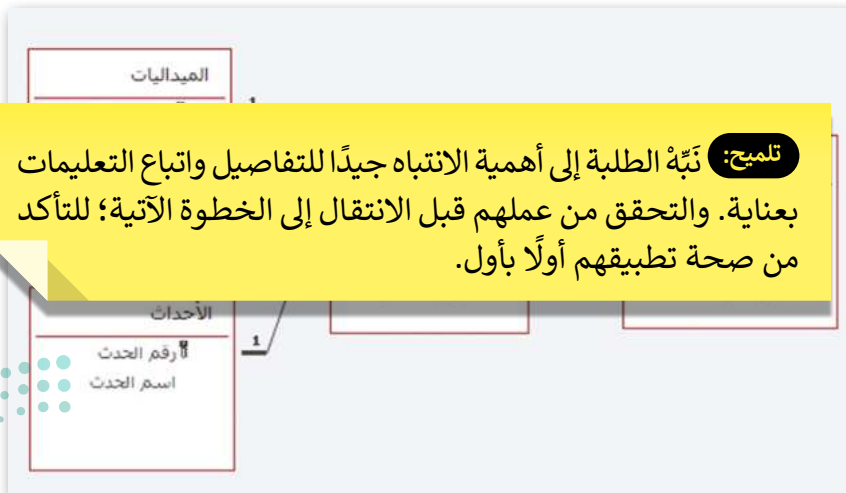 الميداليات
1
تلميح: نَبِّهْ الطلبة إلى أهمية الانتباه جيدًا للتفاصيل واتباع التعليمات
بعناية. والتحقق من عملهم قبل الانتقال إلى الخطوة الآتية؛ للتأكد
من صحة تطبيقهم أولًا بأول.
الأحداث
رقم الحدث
1
اسم الحدث